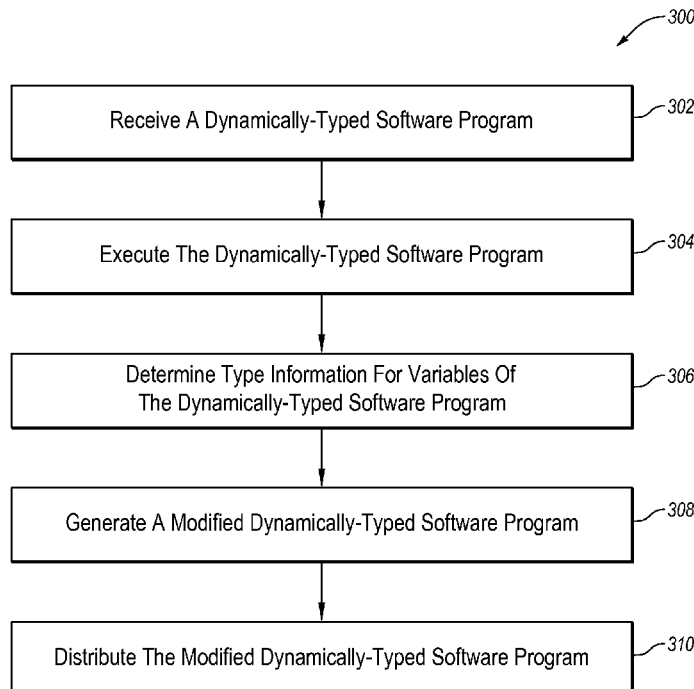 300
Receive A Dynamically-Typed Software Program
302
Execute The Dynamically-Typed Software Program
304
Determine Type Information For Variables Of
The Dynamically-Typed Software Program
306
Generate A Modified Dynamically-Typed Software Program
308
Distribute The Modified Dynamically-Typed Software Program
310